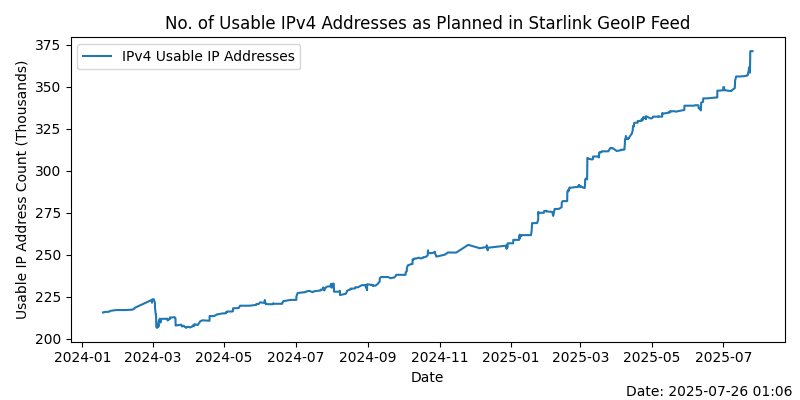 No. of Usable IPv4 Addresses as Planned in Starlink GeoIP Feed
IPv4 Usable IP Addresses
Usable IP Address Count (Thousands)
375
350
325
300
275
250
225
200
2024-01 2024-03 2024-05 2024-07 2024-09 2024-11 2025-01 2025-03 2025-05 2025-07
Date
Date: 2025-07-26 01:06